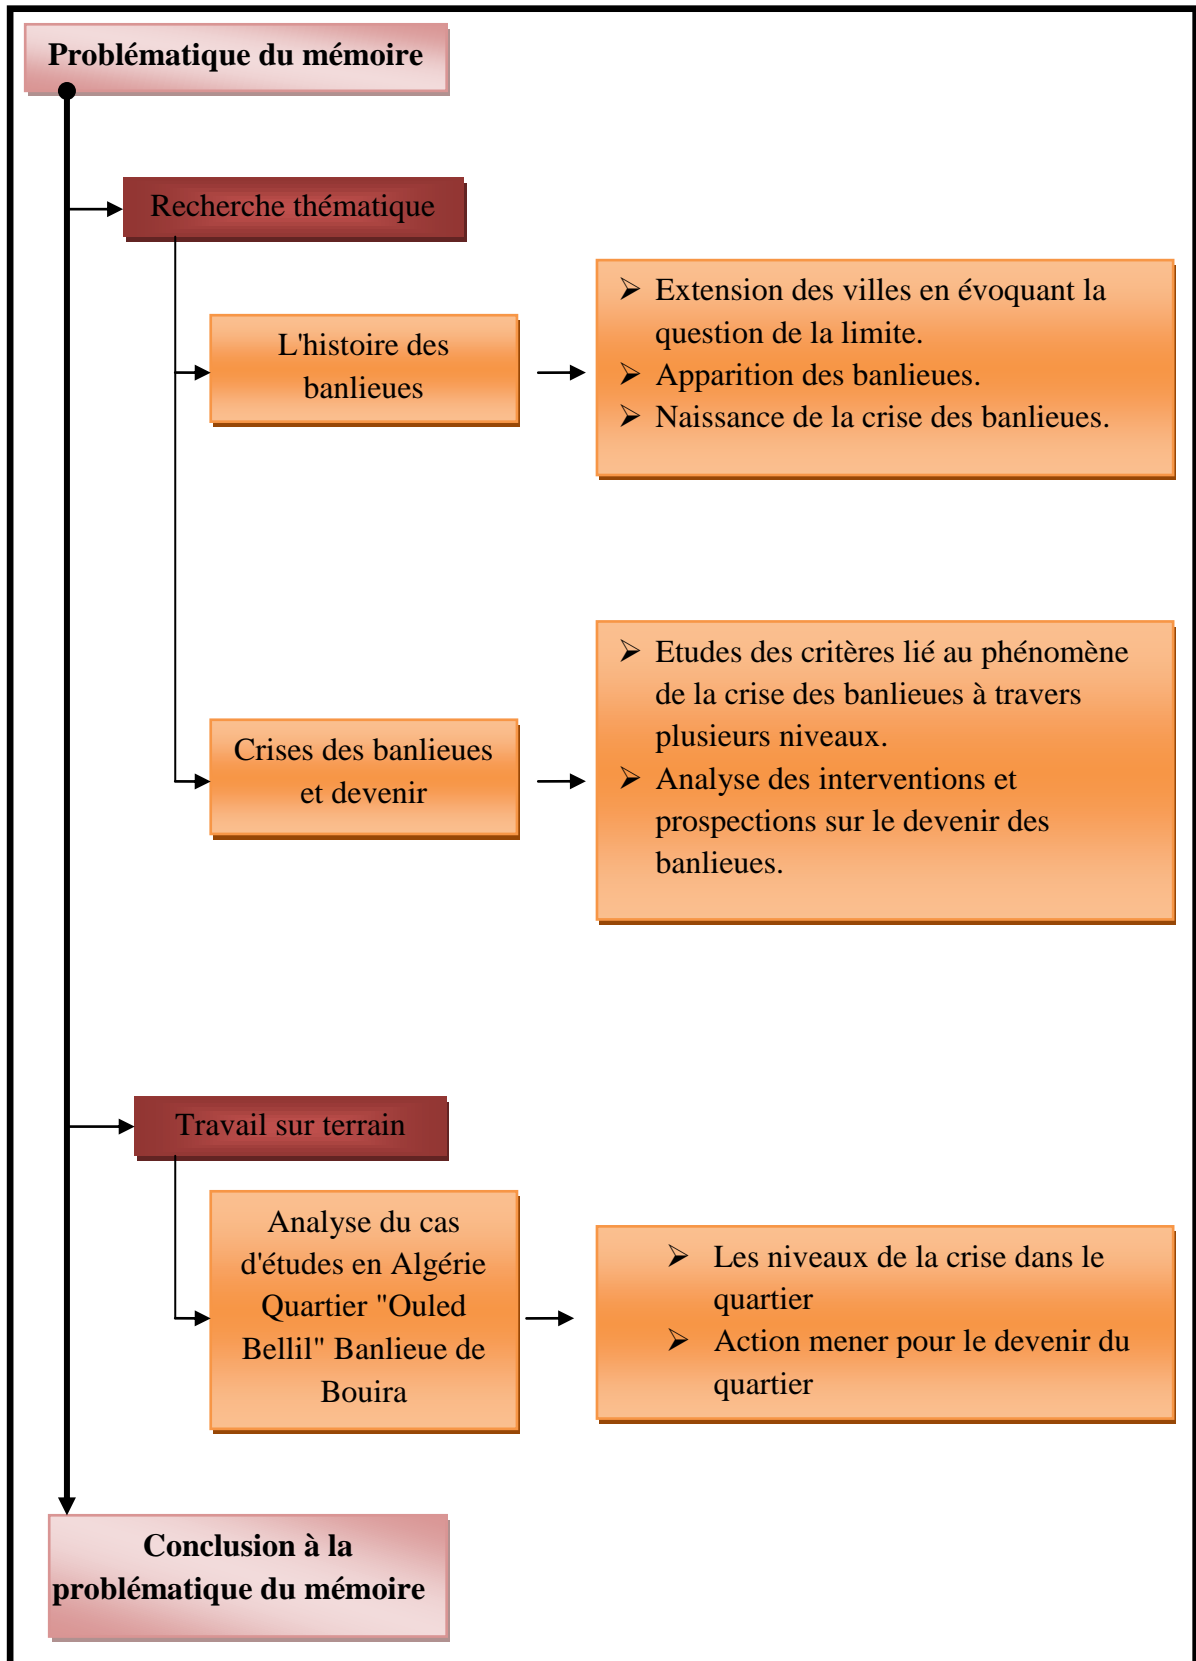 Problématique du mémoire
Recherche thématique
L'histoire des
banlieues
➢ Extension des villes en évoquant la
question de la limite.
➢ Apparition des banlieues.
➢ Naissance de la crise des banlieues.
Crises des banlieues
et devenir
➢ Etudes des critères lié au phénomène
de la crise des banlieues à travers
plusieurs niveaux.
➢ Analyse des interventions et
prospections sur le devenir des
banlieues.
Travail sur terrain
Analyse du cas
d'études en Algérie
Quartier "Ouled
Bellil" Banlieue de
Bouira
➢ Les niveaux de la crise dans le
quartier
➢ Action mener pour le devenir du
quartier
Conclusion à la
problématique du mémoire